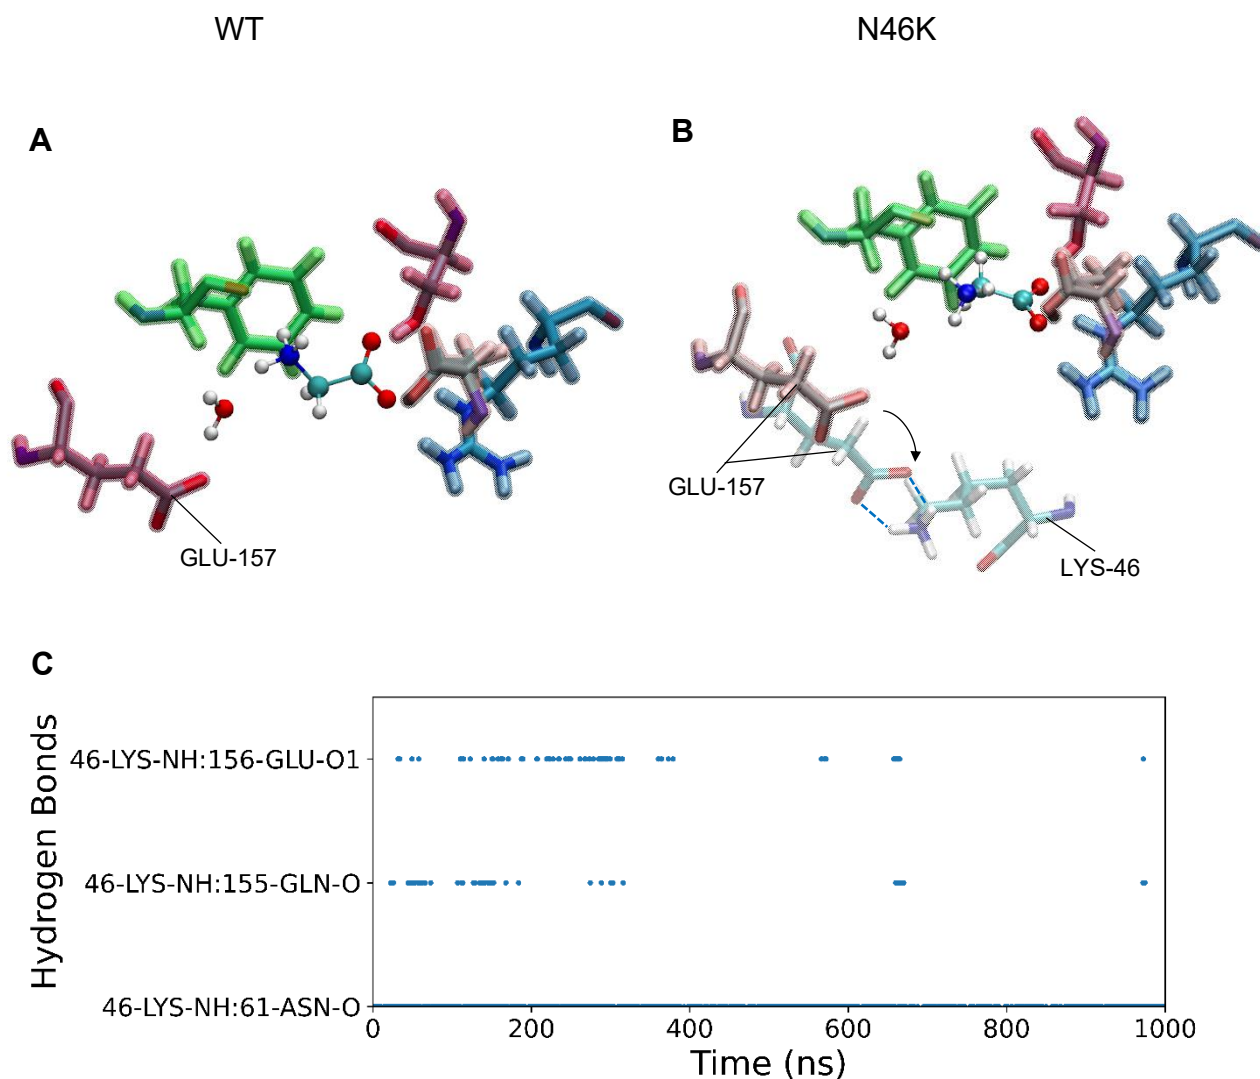 WT
N46K
A
B
GLU-157
GLU-157
LYS-46
C
Hydrogen Bonds
46-LYS-NH:156-GLU-O1
46-LYS-NH:155-GLN-O
46-LYS-NH:61-ASN-O
0 200 400 600 800 1000
Time (ns)